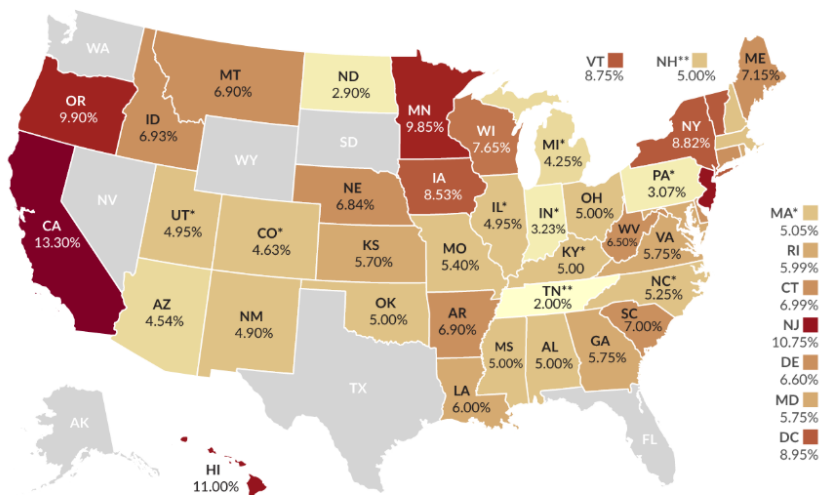 WA
MT
6.90%
ND
2.90%
MN
9.85%
VT
8.75%
NH**
5.00%
ME
7.15%
OR
9.90%
ID
6.93%
SD
WI
7.65%
MI*
4.25%
NY
8.82%
WY
IA
8.53%
PA*
3.07%
NV
NE
6.84%
IL*
4.95%
IN*
3.23%
OH
5.00%
CA
13.30%
UT*
4.95%
CO*
4.63%
KS
5.70%
MO
5.40%
KY*
5.00
WV
6.50%
VA
5.75%
MA*
5.05%
RI
5.99%
CT
6.99%
NJ
10.75%
DE
6.60%
MD
5.75%
DC
8.95%
AZ
4.54%
NM
4.90%
OK
5.00%
AR
6.90%
TN**
2.00%
NC*
5.25%
SC
7.00%
MS
5.00%
AL
5.00%
GA
5.75%
TX
LA
6.00%
AK
FL
HI
11.00%